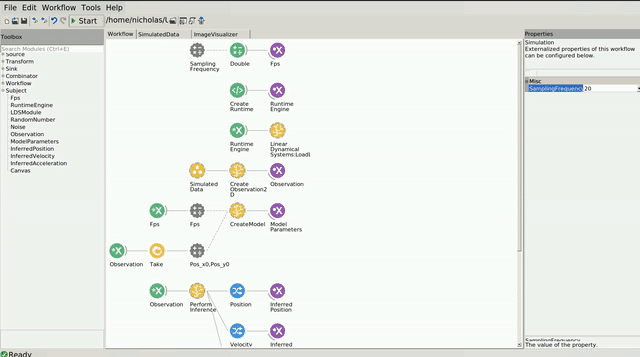 File Edit Workflow Tools Help
Start /home/nicholas/L
Toolbox
Search Modules (Ctrl+E)
Source
Transform
Sink
Combinator
Workflow
Subject
Fps
RuntimeEngine
LDSModule
RandomNumber
Noise
Observation
ModelParameters
InferredPosition
InferredVelocity
InferredAcceleration
Canvas
Workflow SimulatedData ImageVisualizer
Sampling Frequency
Double
Fps
Create Runtime
Runtime Engine
Runtime Engine
Linear Dynamical Systems:LoadL
Simulated Data
Create Observation2 D
Observation
Fps
Fps
CreateModel
Model Parameters
Observation
Take
Pos_x0,Pos_y0
Observation
Perform Inference
Position
Inferred Position
Velocity
Inferred
Properties
Simulation
Externalized properties of this workflow
can be configured below.
Misc
SamplingFrequency 20
SamplingFrequency
The value of the property.
Ready